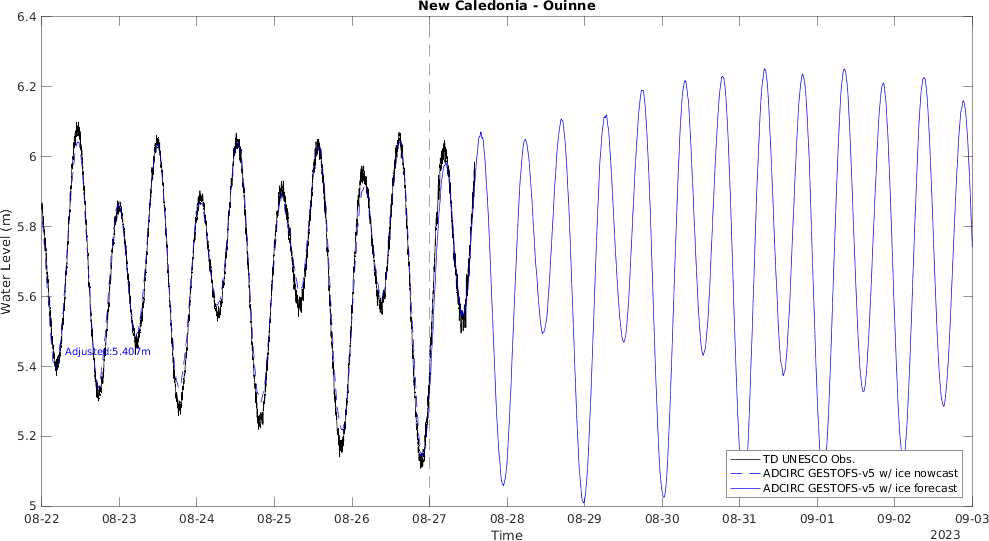 New Caledonia - Ouinne
6.4
6.2
6
5.8
5.6
5.4
5.2
5
Water Level (m)
Adjusted:5.407m
TD UNESCO Obs.
ADCIRC GESTOFS-v5 w/ ice nowcast
ADCIRC GESTOFS-v5 w/ ice forecast
08-22 08-23 08-24 08-25 08-26 08-27 08-28 08-29 08-30 08-31 09-01 09-02 09-03
Time
2023